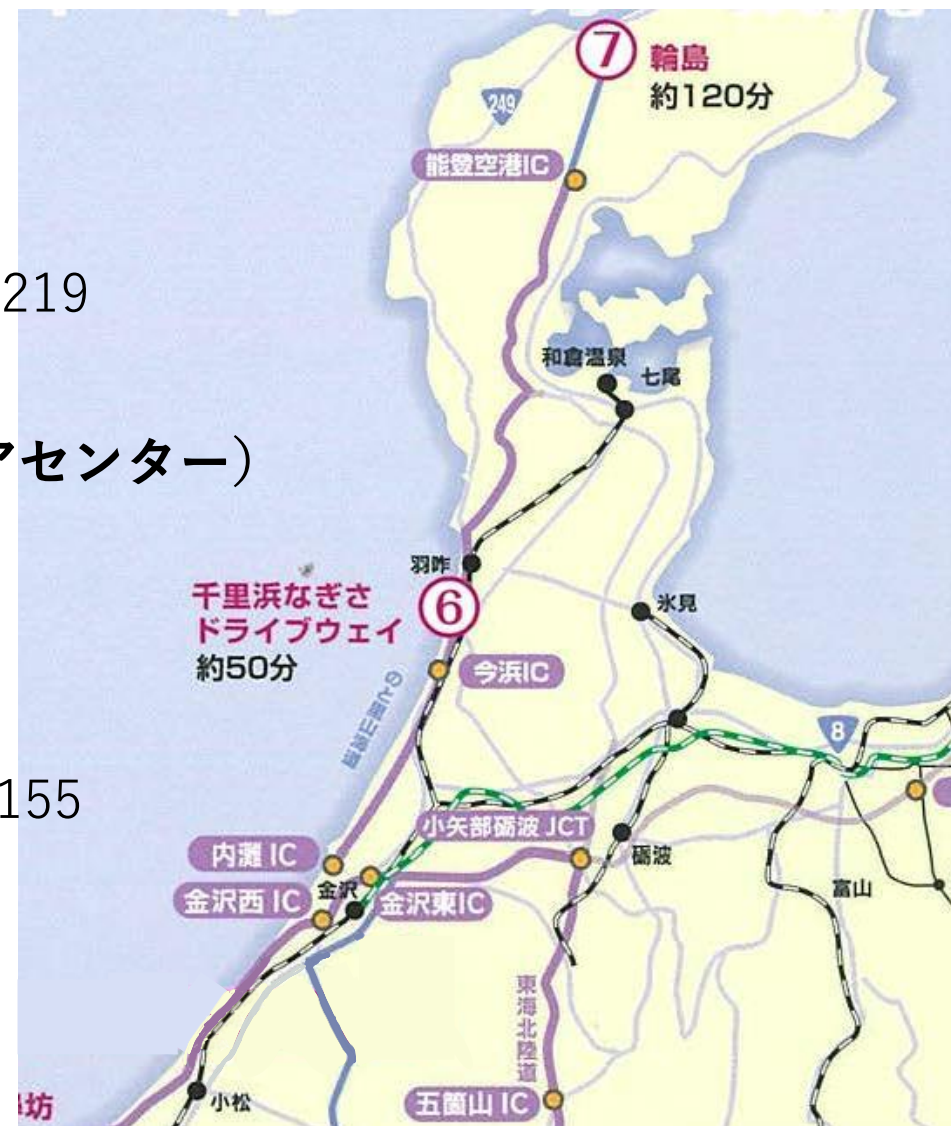 ⑦
輪島
約120分
249
能登空港IC
219
和倉温泉
七尾
アセンター）
羽咋
千里浜なぎさ
ドライブウェイ
約50分
⑥
氷見
今浜IC
のと里山海道
8
155
小矢部砺波JCT
内灘 IC
砺波
金沢西 IC
金沢
金沢東IC
富山
東海北陸道
坊
小松
五箇山 IC